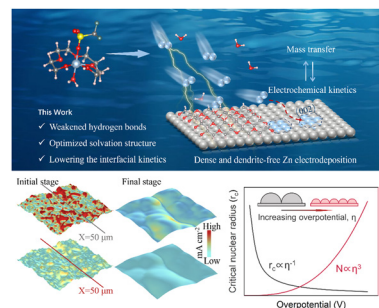 Mass transfer
Electrochemical kinetics
(002)
This Work
✓ Weakened hydrogen bonds
✓ Optimized solvation structure
✓ Lowering the interfacial kinetics
Dense and dendrite-free Zn electrodeposition
Initial stage
Final stage
X=50 μm
X=50 μm
High
mA cm⁻²
Low
Critical nuclear radius (r꜀)
Increasing overpotential, η
r꜀∝η⁻¹
N∝η³
Overpotential (V)